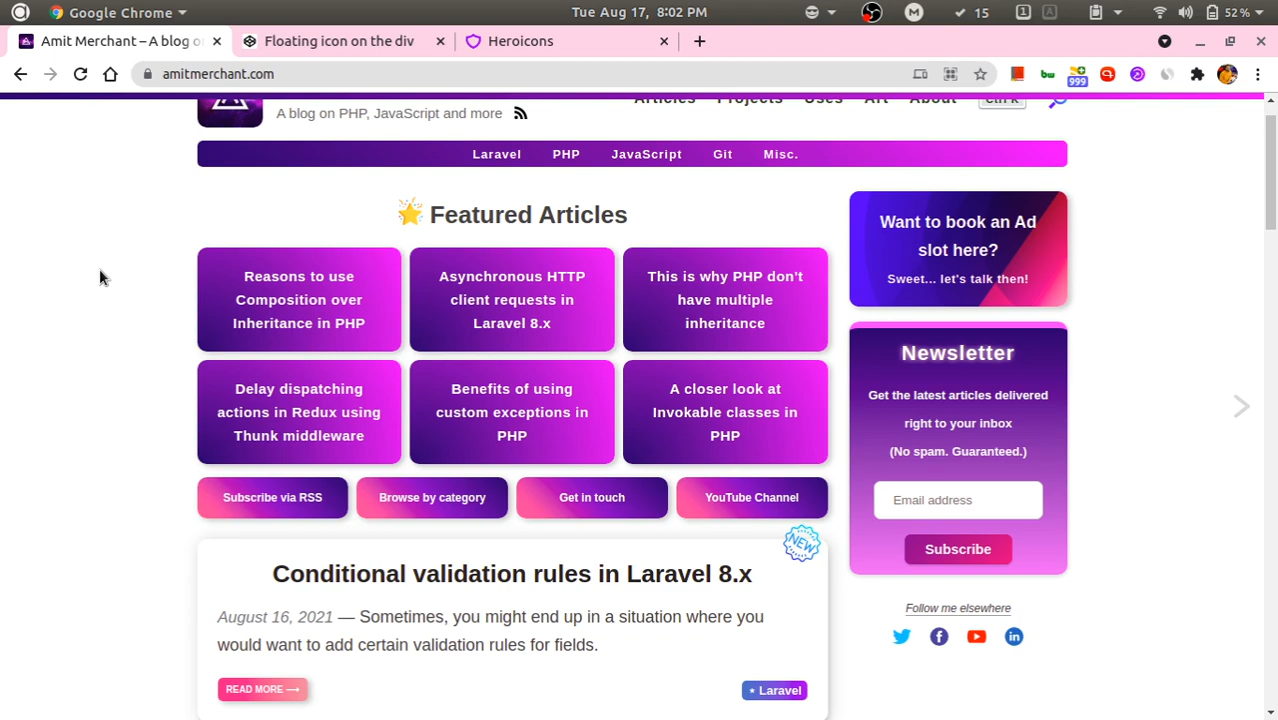 Google Chrome
Tue Aug 17, 8:02 PM
15
1
A
52 %
Amit Merchant – A blog o
Floating icon on the div
Heroicons
amitmerchant.com
bw
999
Articles Projects Uses Art About Ctrl K
A blog on PHP, JavaScript and more
Laravel PHP JavaScript Git Misc.
Featured Articles
Reasons to use
Composition over
Inheritance in PHP
Asynchronous HTTP
client requests in
Laravel 8.x
This is why PHP don't
have multiple
inheritance
Delay dispatching
actions in Redux using
Thunk middleware
Benefits of using
custom exceptions in
PHP
A closer look at
Invokable classes in
PHP
Subscribe via RSS
Browse by category
Get in touch
YouTube Channel
NEW
Conditional validation rules in Laravel 8.x
August 16, 2021 — Sometimes, you might end up in a situation where you
would want to add certain validation rules for fields.
READ MORE ⟶
⋆ Laravel
Want to book an Ad
slot here?
Sweet... let's talk then!
Newsletter
Get the latest articles delivered
right to your inbox
(No spam. Guaranteed.)
Email address
Subscribe
Follow me elsewhere